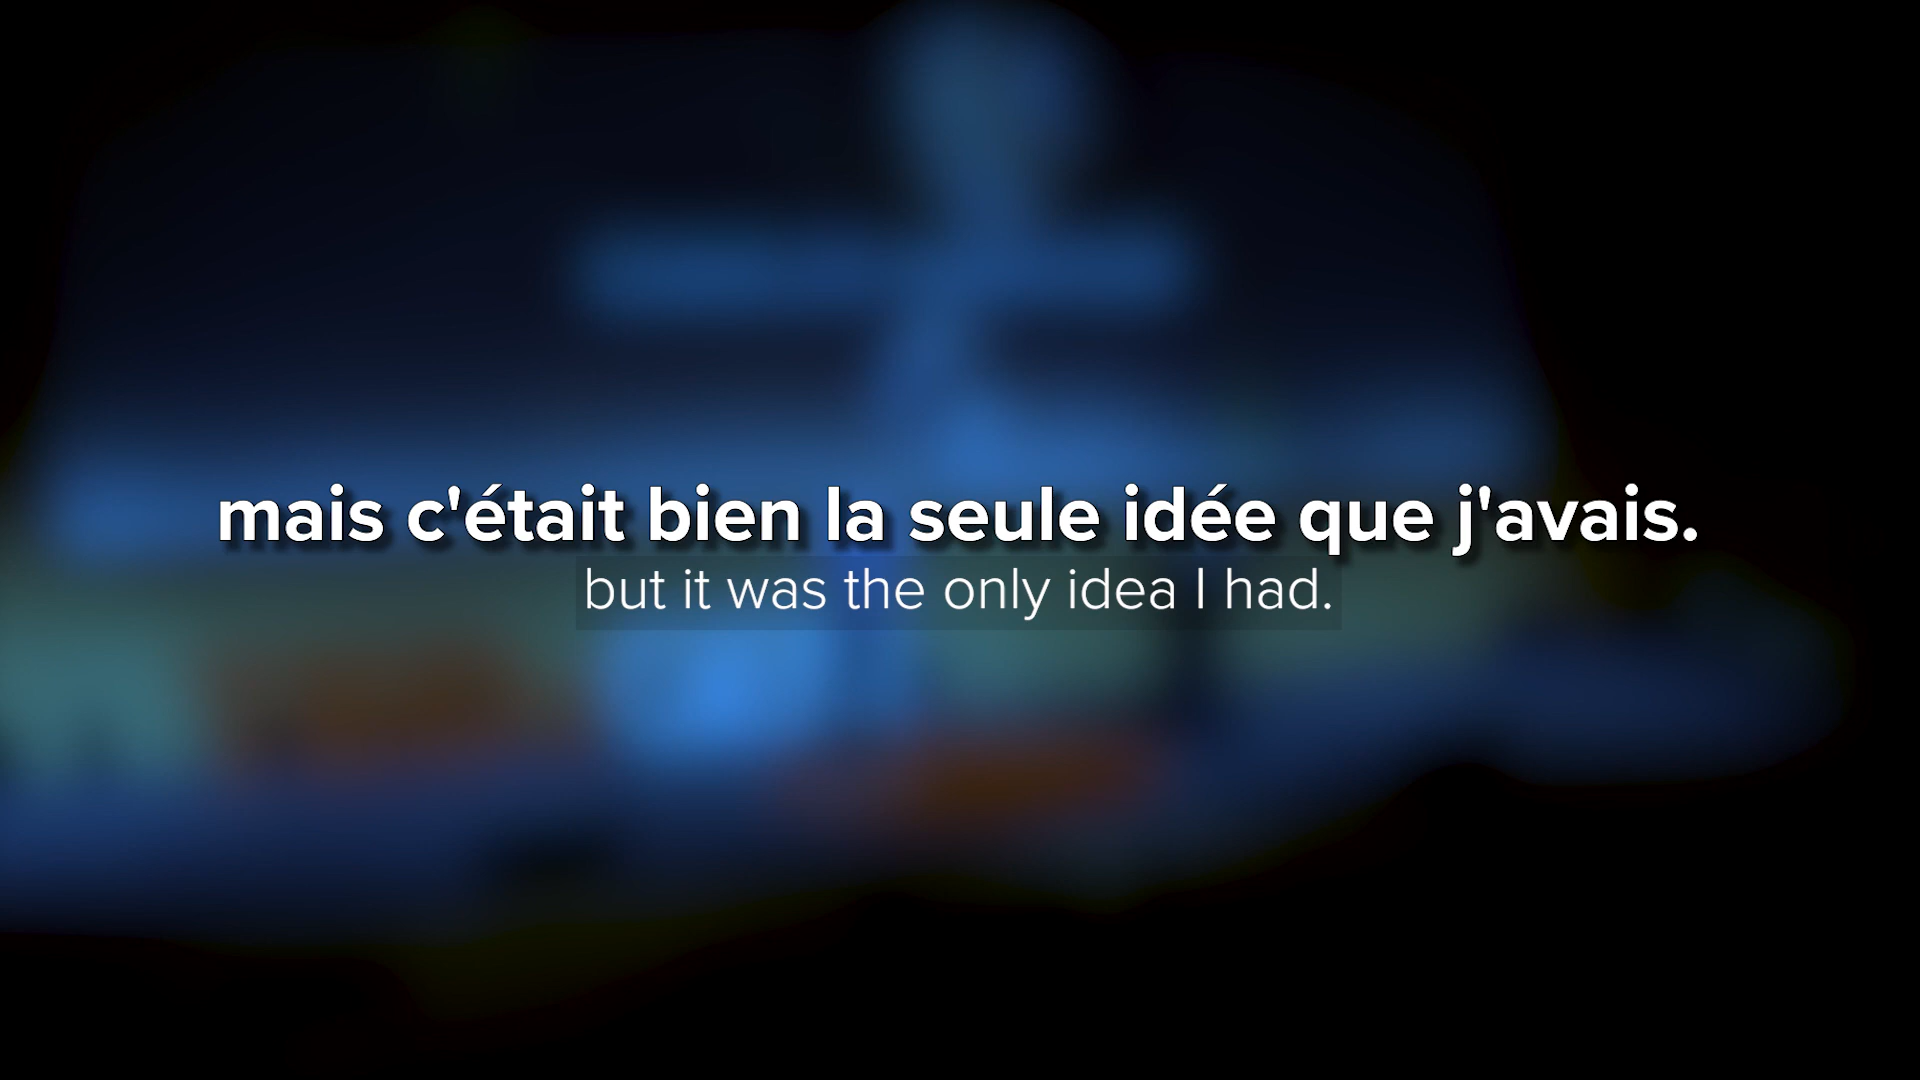 mais c'était bien la seule idée que j'avais.
but it was the only idea I had.